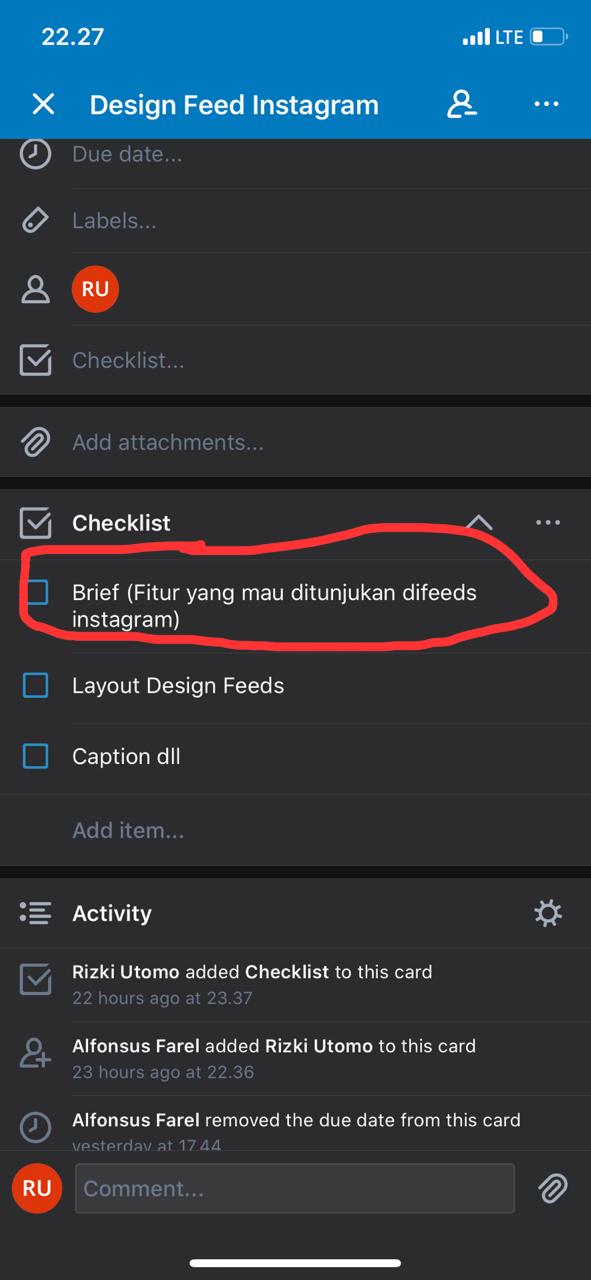 22.27
LTE
Design Feed Instagram
Due date...
Labels...
RU
Checklist...
Add attachments...
Checklist
Brief (Fitur yang mau ditunjukan difeeds
instagram)
Layout Design Feeds
Caption dll
Add item...
Activity
Rizki Utomo added Checklist to this card
22 hours ago at 23.37
Alfonsus Farel added Rizki Utomo to this card
23 hours ago at 22.36
Alfonsus Farel removed the due date from this card
yesterday at 17.44
RU
Comment...